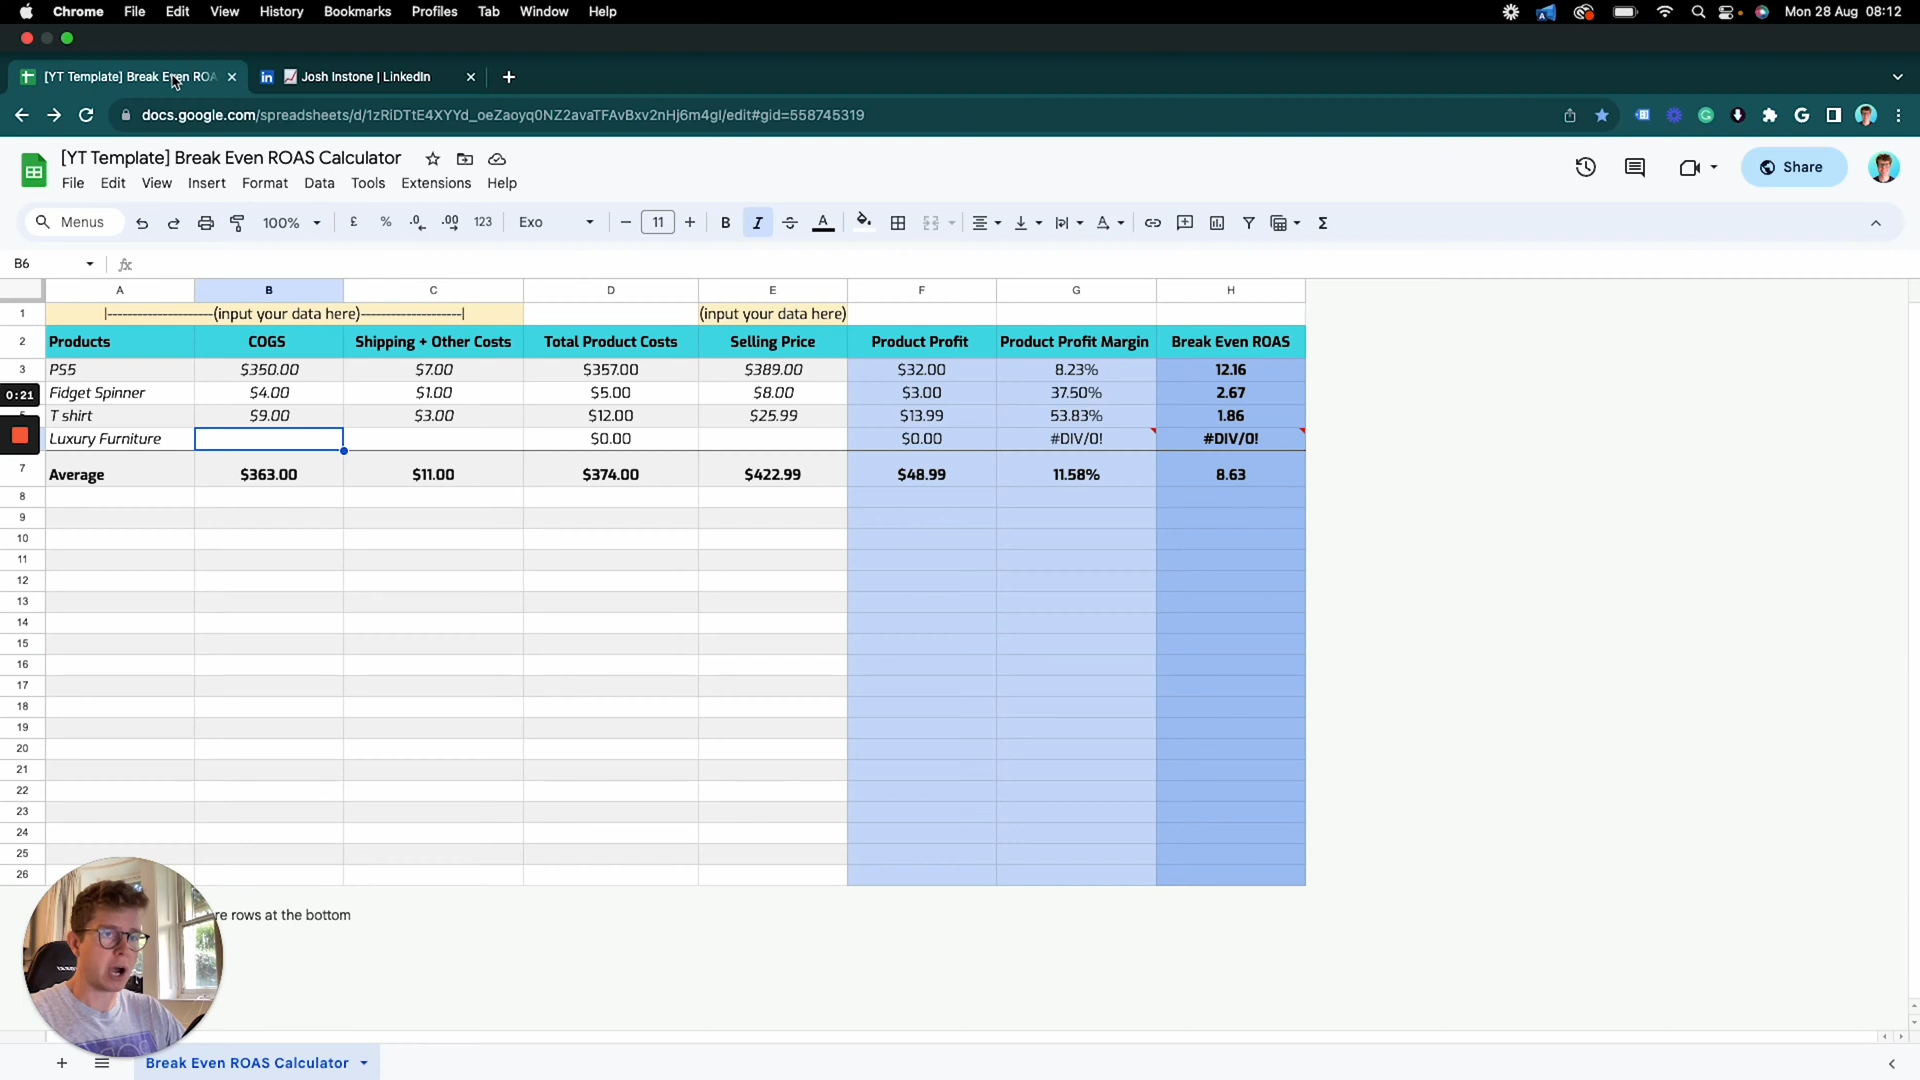 Chrome File Edit View History Bookmarks Profiles Tab Window Help Mon 28 Aug 08:12
[YT Template] Break Even ROA Josh Instone | LinkedIn
docs.google.com/spreadsheets/d/1zRiDTtE4XYYd_oeZaoyq0NZ2avaTFAvBxv2nHj6m4gI/edit#gid=558745319
[YT Template] Break Even ROAS Calculator
File Edit View Insert Format Data Tools Extensions Help
Share
Menus 100% £ % .0 .00 123 Exo 11 B I
B6 fx
A B C D E F G H
1 |--------------------(input your data here)-------------------| (input your data here)
2 Products COGS Shipping + Other Costs Total Product Costs Selling Price Product Profit Product Profit Margin Break Even ROAS
3 PS5 $350.00 $7.00 $357.00 $389.00 $32.00 8.23% 12.16
0:21 Fidget Spinner $4.00 $1.00 $5.00 $8.00 $3.00 37.50% 2.67
T shirt $9.00 $3.00 $12.00 $25.99 $13.99 53.83% 1.86
Luxury Furniture $0.00 $0.00 #DIV/0! #DIV/0!
7 Average $363.00 $11.00 $374.00 $422.99 $48.99 11.58% 8.63
8
9
10
11
12
13
14
15
16
17
18
19
20
21
22
23
24
25
26
rows at the bottom
Break Even ROAS Calculator